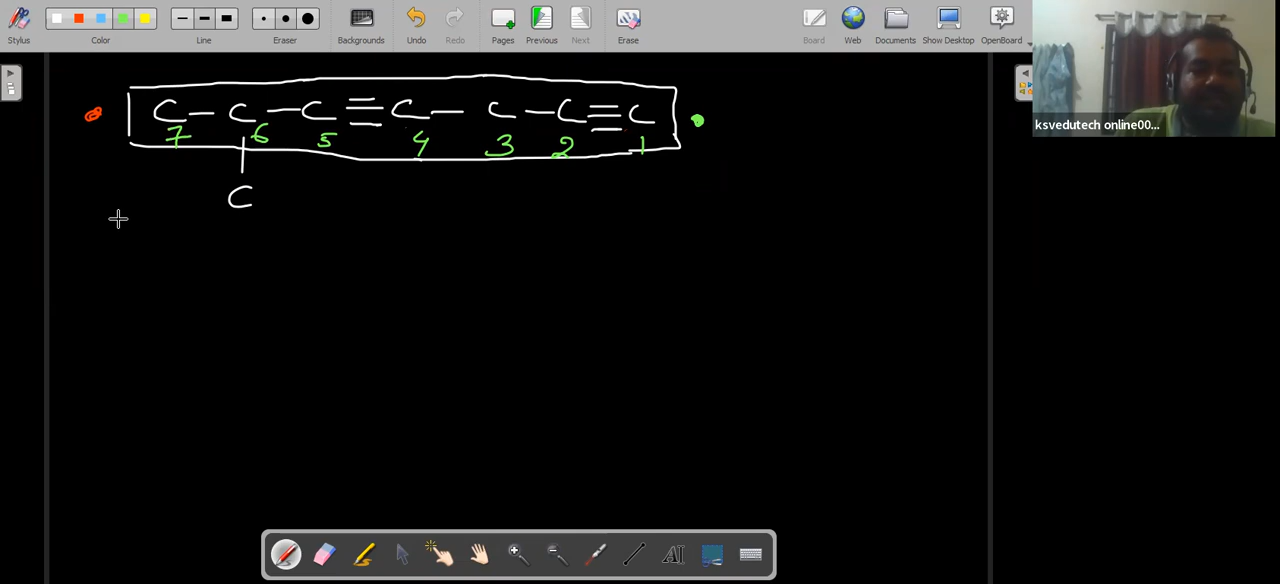 Stylus Color Line Eraser Backgrounds Undo Redo Pages Previous Next Erase Board Web Documents Show Desktop OpenBoard
ksvedutech online00...
C - C - C ≡ C - C - C ≡ C
7 6 5 4 3 2 1
|
C
AI